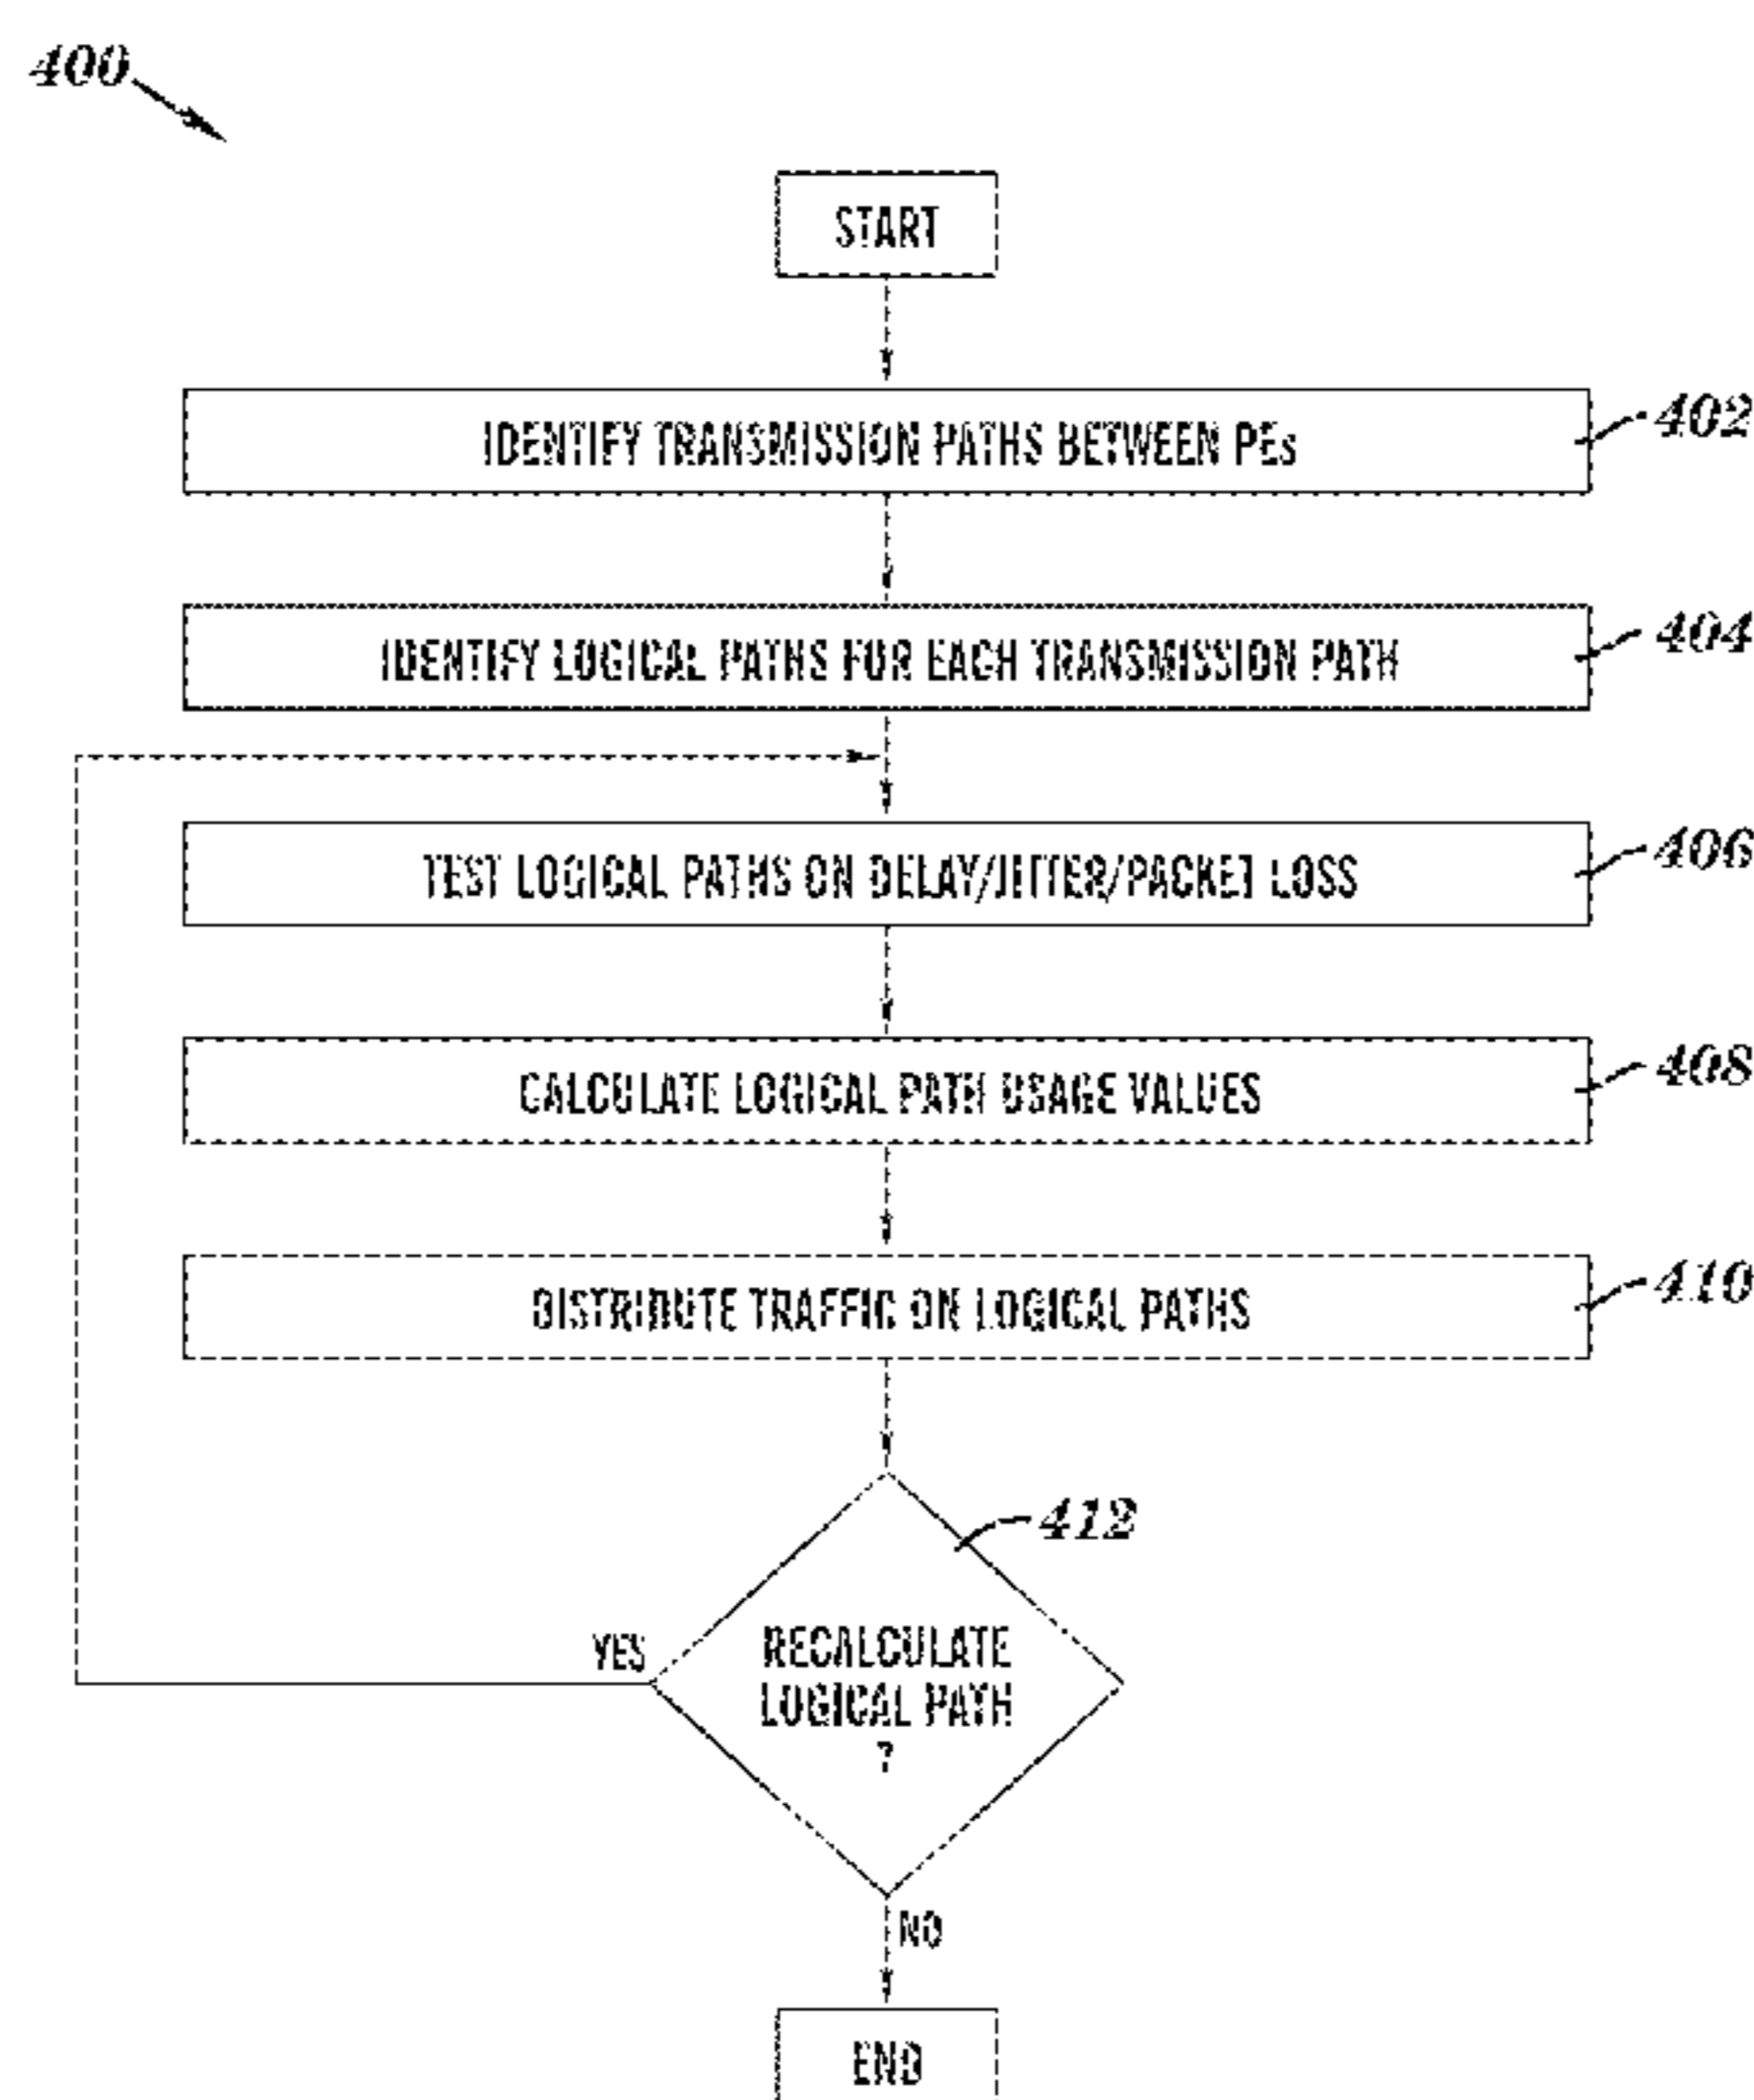 400
START
IDENTIFY TRANSMISSION PATHS BETWEEN PEs
402
IDENTIFY LOGICAL PATHS FOR EACH TRANSMISSION PATH
404
TEST LOGICAL PATHS ON DELAY/JITTER/PACKET LOSS
406
CALCULATE LOGICAL PATH USAGE VALUES
408
DISTRIBUTE TRAFFIC ON LOGICAL PATHS
410
412
YES
RECALCULATE
LOGICAL PATH
?
NO
END